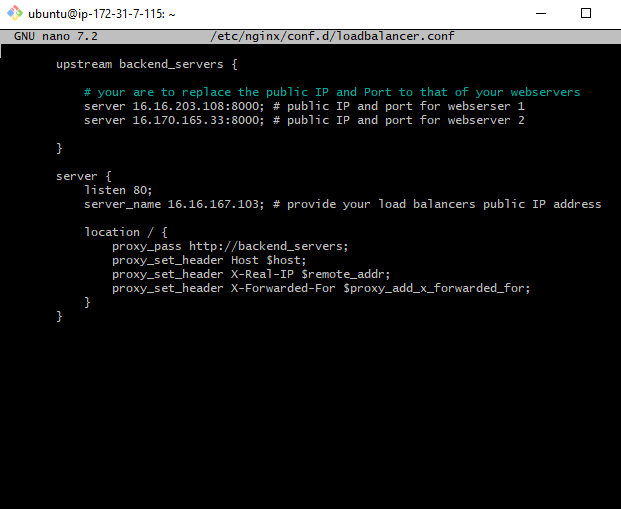 ubuntu@ip-172-31-7-115: ~
GNU nano 7.2 /etc/nginx/conf.d/loadbalancer.conf
upstream backend_servers {
# your are to replace the public IP and Port to that of your webservers
server 16.16.203.108:8000; # public IP and port for webserser 1
server 16.170.165.33:8000; # public IP and port for webserver 2
}
server {
listen 80;
server_name 16.16.167.103; # provide your load balancers public IP address
location / {
proxy_pass http://backend_servers;
proxy_set_header Host $host;
proxy_set_header X-Real-IP $remote_addr;
proxy_set_header X-Forwarded-For $proxy_add_x_forwarded_for;
}
}